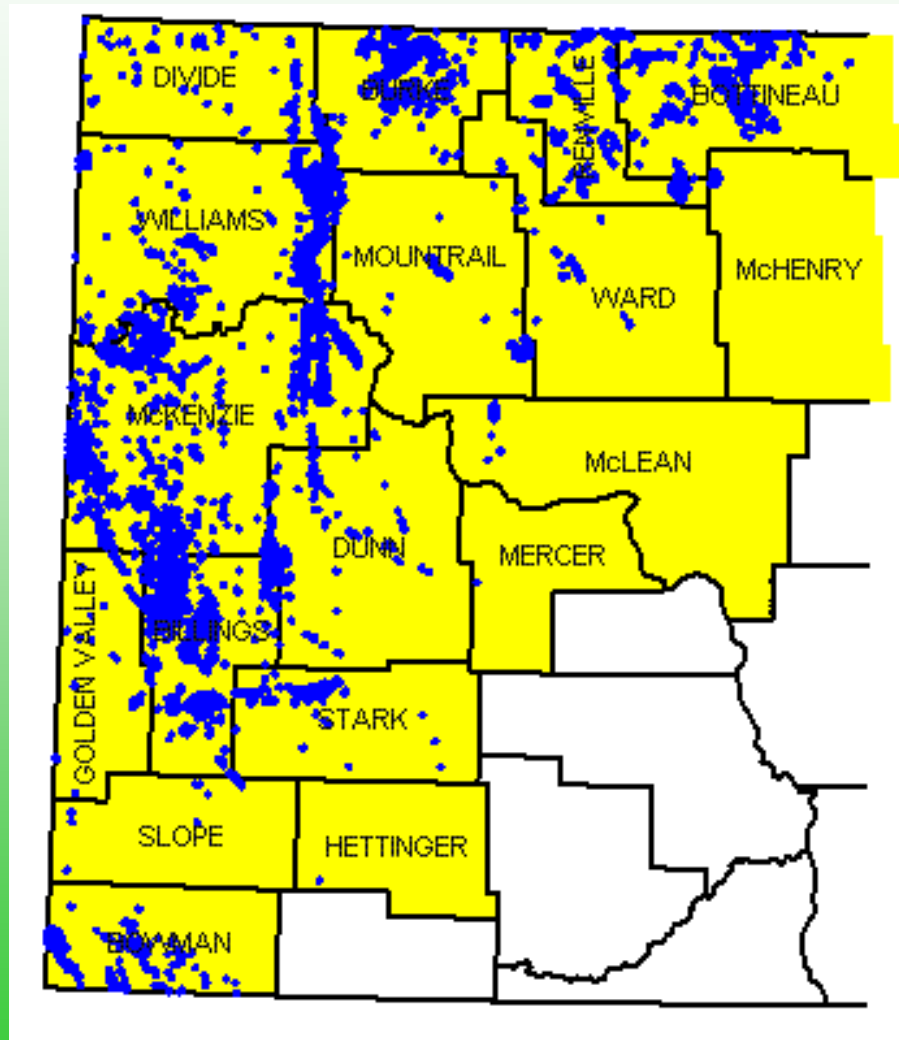 DIVIDE
BURKE
RENVILLE
BOTTINEAU
WILLIAMS
MOUNTRAIL
WARD
McHENRY
McKENZIE
McLEAN
DUNN
MERCER
GOLDEN VALLEY
BILLINGS
STARK
SLOPE
HETTINGER
BOWMAN